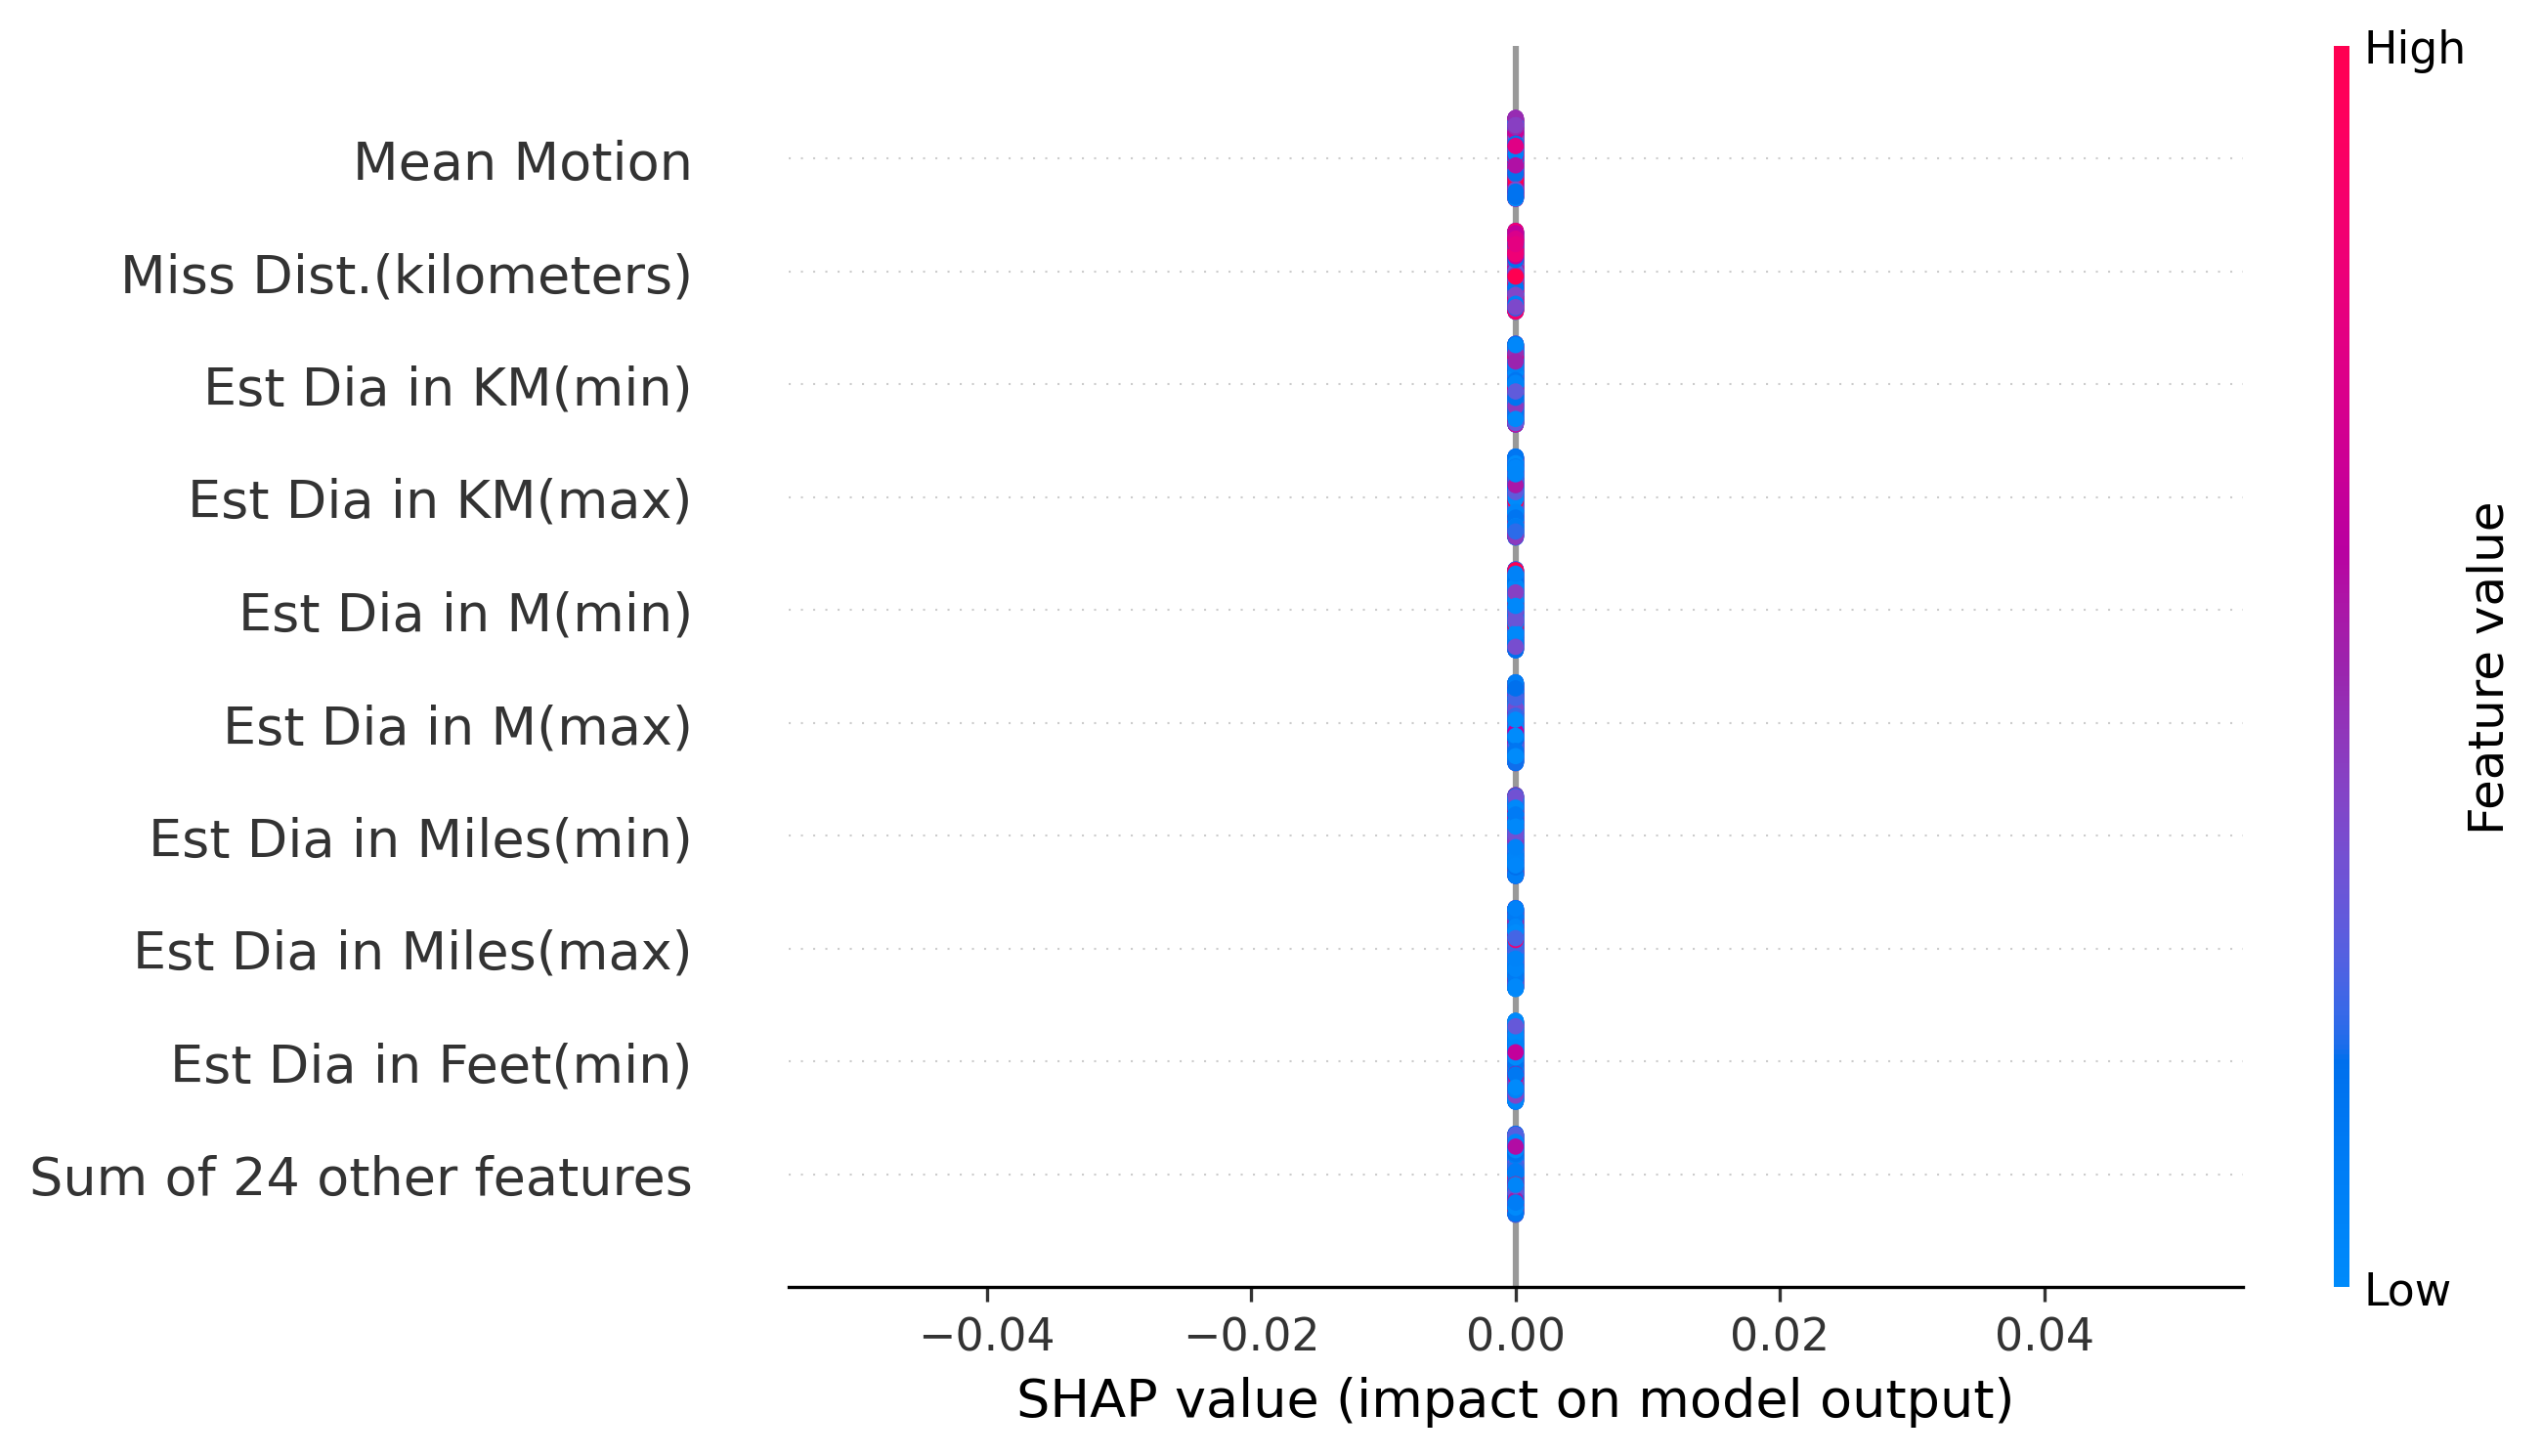 High
Mean Motion
Miss Dist.(kilometers)
Est Dia in KM(min)
Est Dia in KM(max)
Est Dia in M(min)
Est Dia in M(max)
Est Dia in Miles(min)
Est Dia in Miles(max)
Est Dia in Feet(min)
Sum of 24 other features
Feature value
Low
−0.04 −0.02 0.00 0.02 0.04
SHAP value (impact on model output)